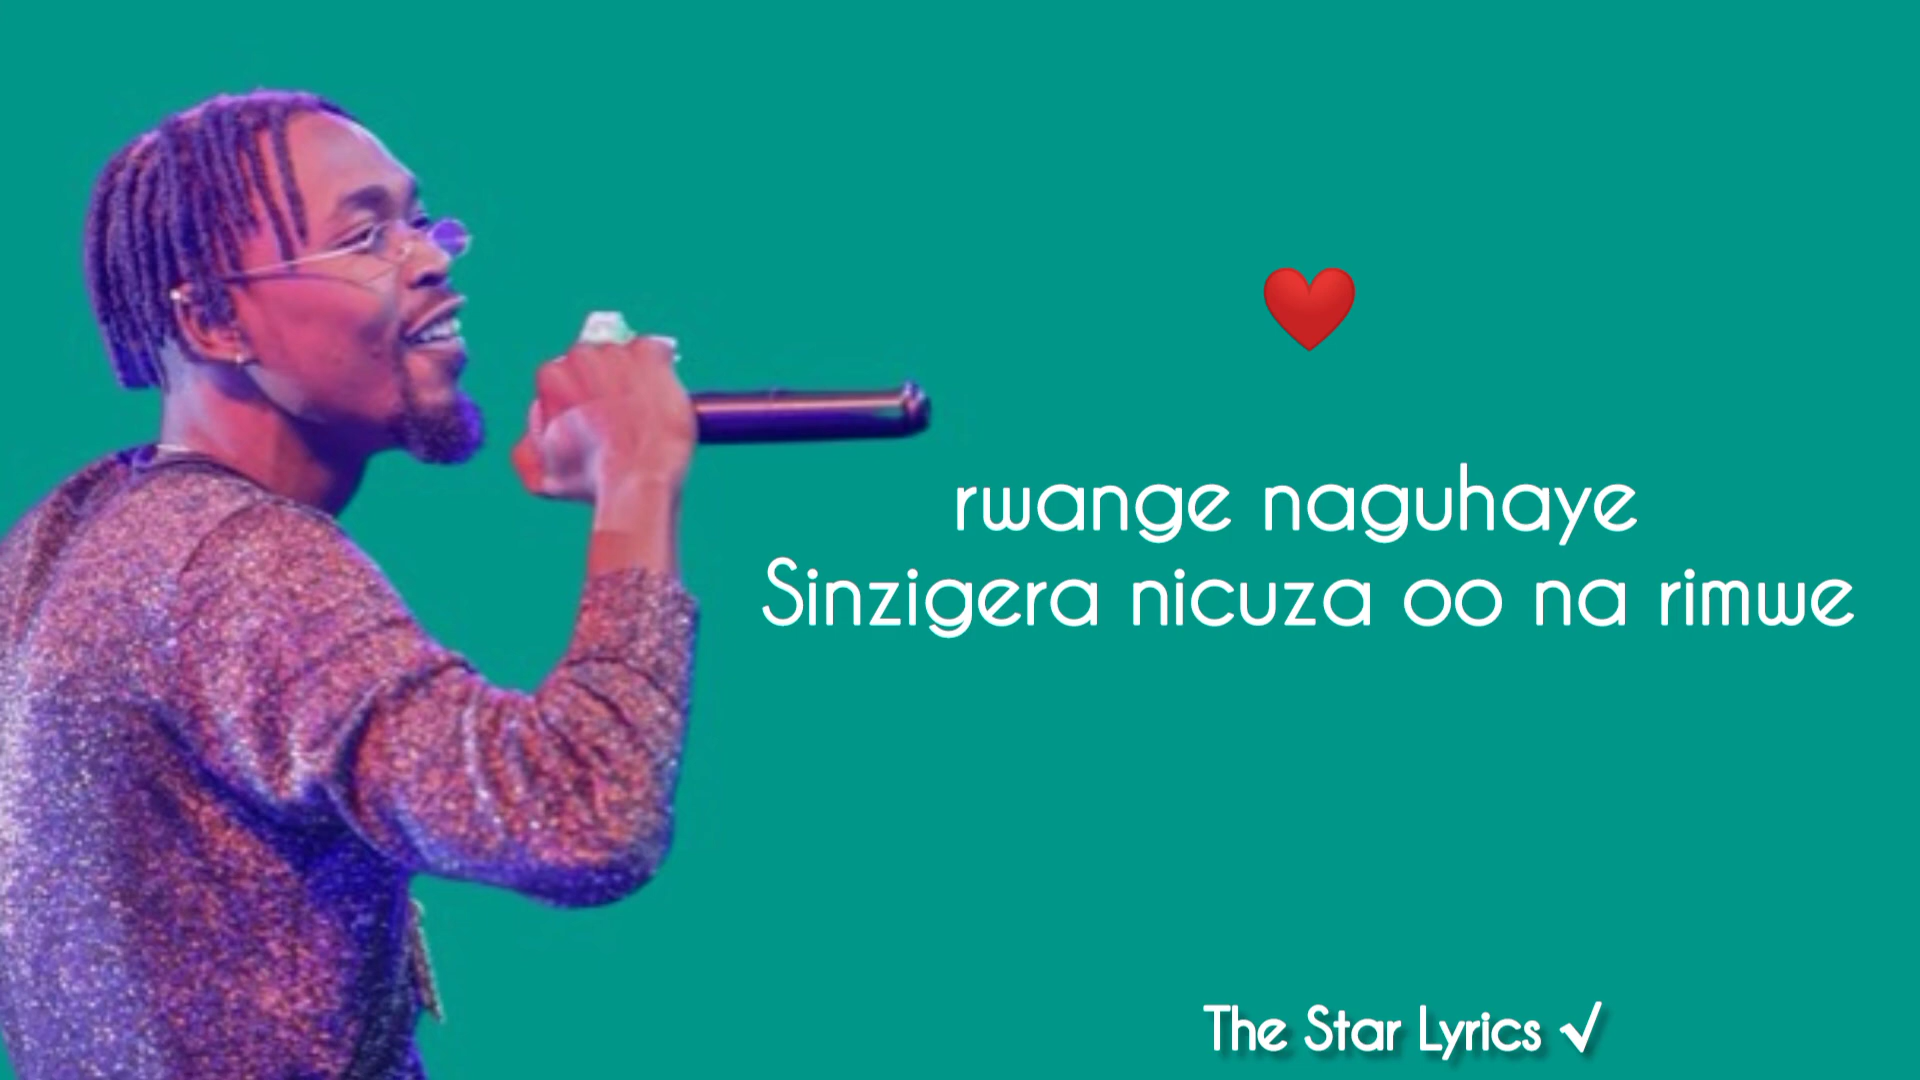 ❤️
rwange naguhaye
Sinzigera nicuza oo na rimwe
The Star Lyrics √